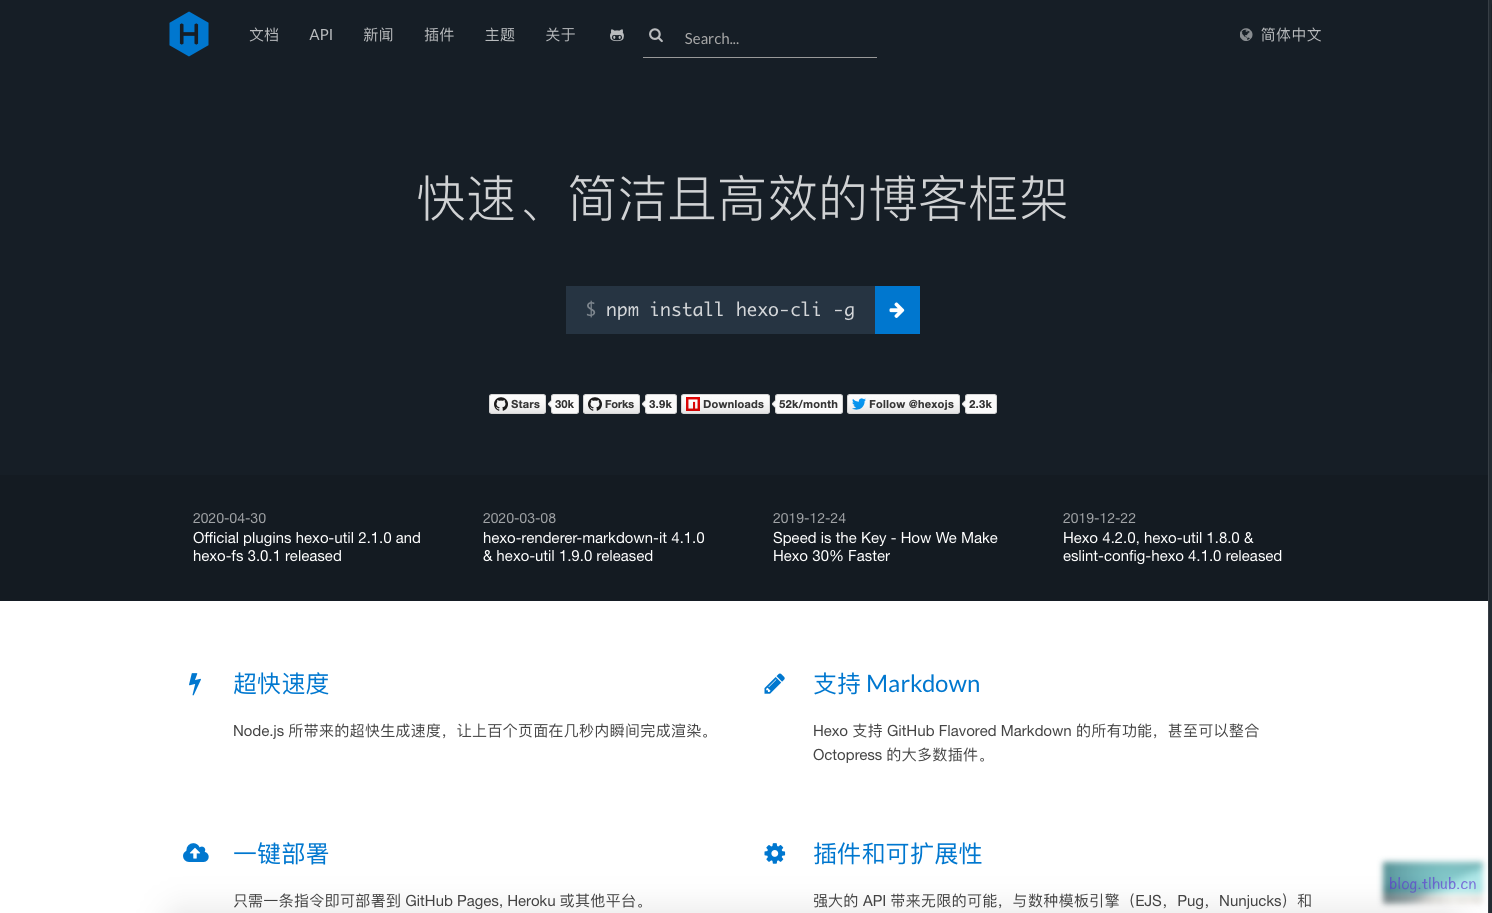 H 文档 API 新闻 插件 主题 关于 Search... 简体中文
快速、简洁且高效的博客框架
$ npm install hexo-cli -g
Stars 30k Forks 3.9k Downloads 52k/month Follow @hexojs 2.3k
2020-04-30
Official plugins hexo-util 2.1.0 and
hexo-fs 3.0.1 released
2020-03-08
hexo-renderer-markdown-it 4.1.0
& hexo-util 1.9.0 released
2019-12-24
Speed is the Key - How We Make
Hexo 30% Faster
2019-12-22
Hexo 4.2.0, hexo-util 1.8.0 &
eslint-config-hexo 4.1.0 released
超快速度
Node.js 所带来的超快生成速度，让上百个页面在几秒内瞬间完成渲染。
支持 Markdown
Hexo 支持 GitHub Flavored Markdown 的所有功能，甚至可以整合
Octopress 的大多数插件。
一键部署
只需一条指令即可部署到 GitHub Pages, Heroku 或其他平台。
插件和可扩展性
强大的 API 带来无限的可能，与数种模板引擎（EJS，Pug，Nunjucks）和
blog.tlhub.cn